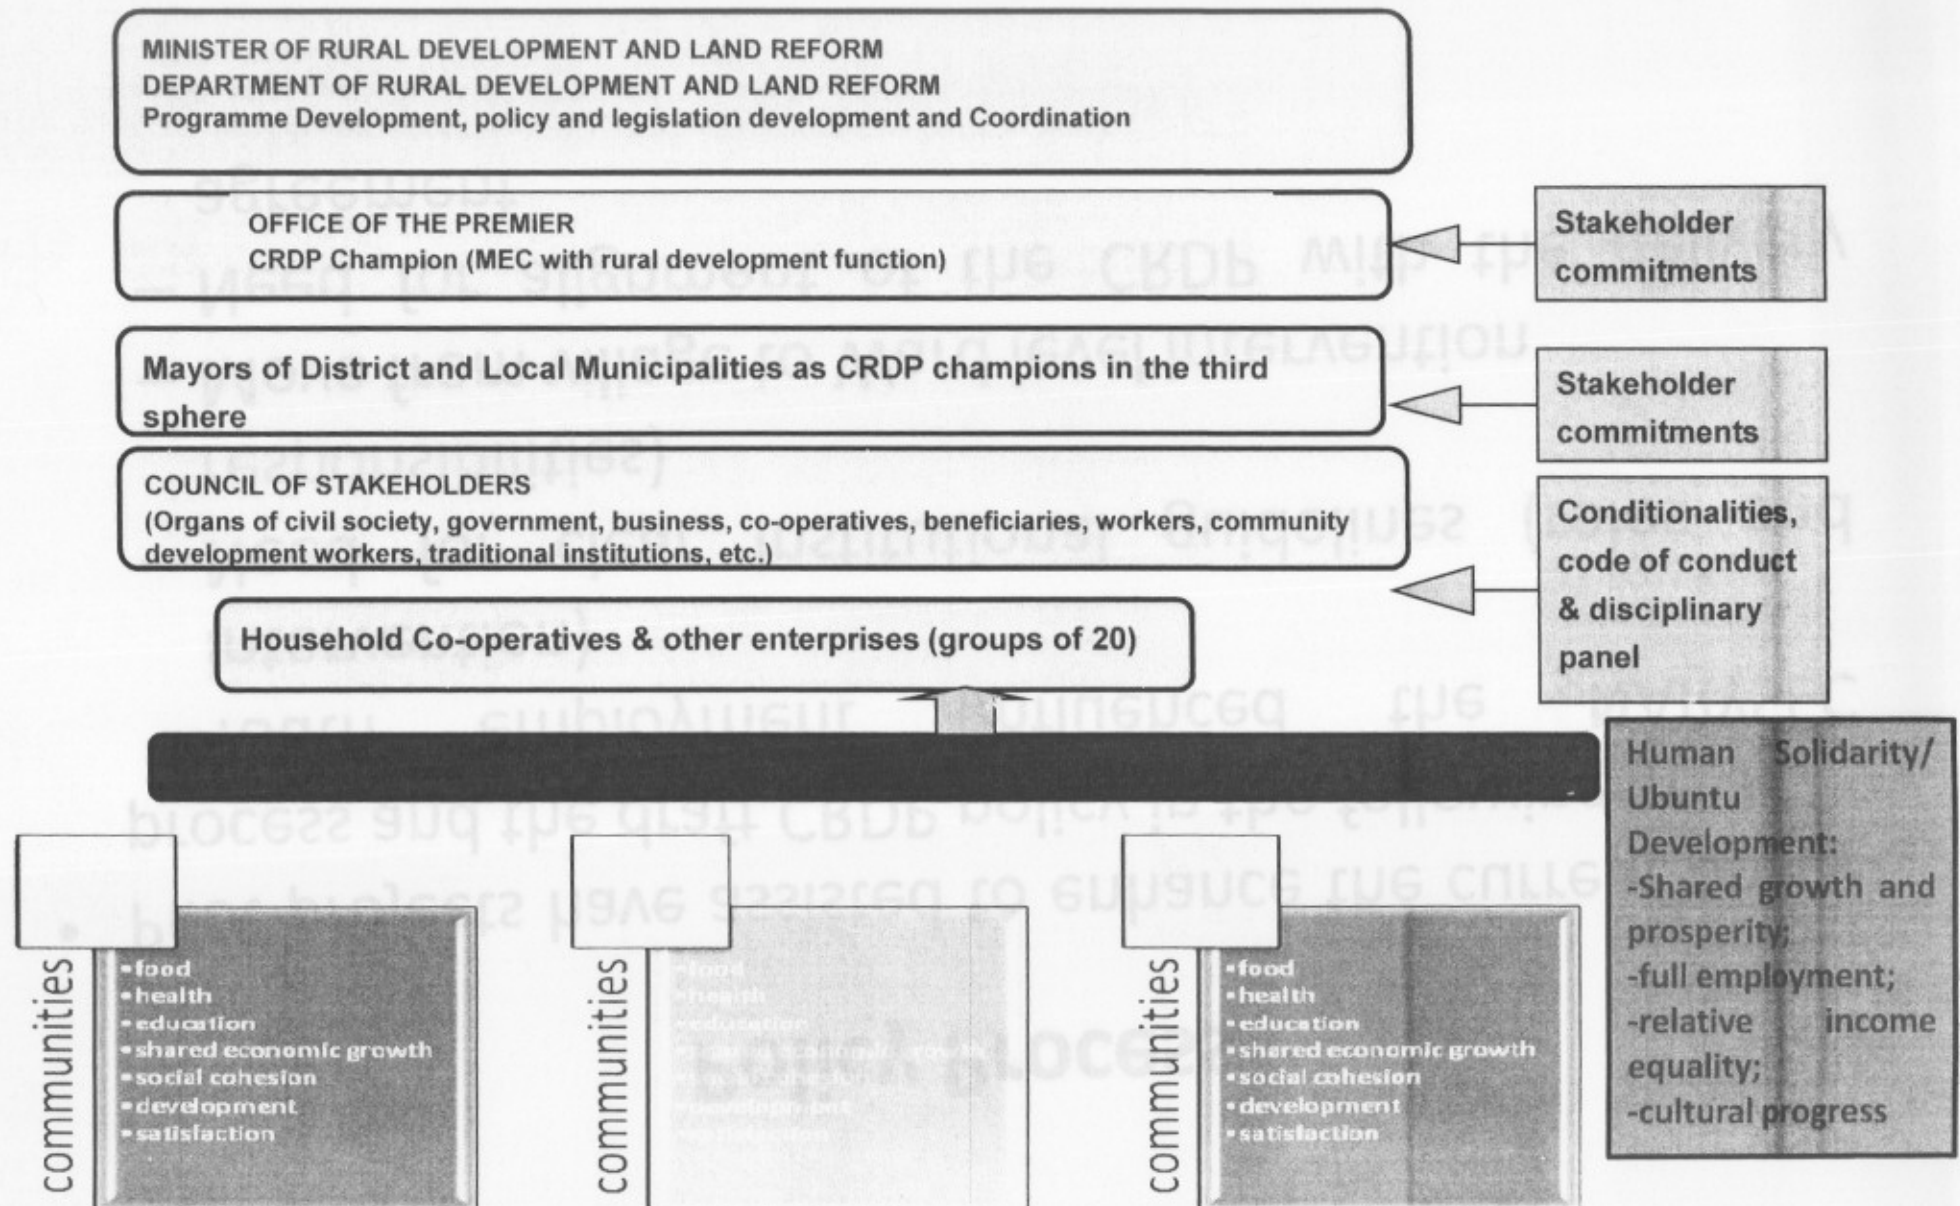 MINISTER OF RURAL DEVELOPMENT AND LAND REFORM
DEPARTMENT OF RURAL DEVELOPMENT AND LAND REFORM
Programme Development, policy and legislation development and Coordination
OFFICE OF THE PREMIER
CRDP Champion (MEC with rural development function)
Stakeholder
commitments
Mayors of District and Local Municipalities as CRDP champions in the third
sphere
Stakeholder
commitments
COUNCIL OF STAKEHOLDERS
(Organs of civil society, government, business, co-operatives, beneficiaries, workers, community
development workers, traditional institutions, etc.)
Conditionalities,
code of conduct
& disciplinary
panel
Household Co-operatives & other enterprises (groups of 20)
Human Solidarity/
Ubuntu
Development:
-Shared growth and
prosperity;
-full employment;
-relative income
equality;
-cultural progress
communities
▪food
▪health
▪education
▪shared economic growth
▪social cohesion
▪development
▪satisfaction
communities
▪food
▪health
▪education
▪development
communities
▪food
▪health
▪education
▪shared economic growth
▪social cohesion
▪development
▪satisfaction